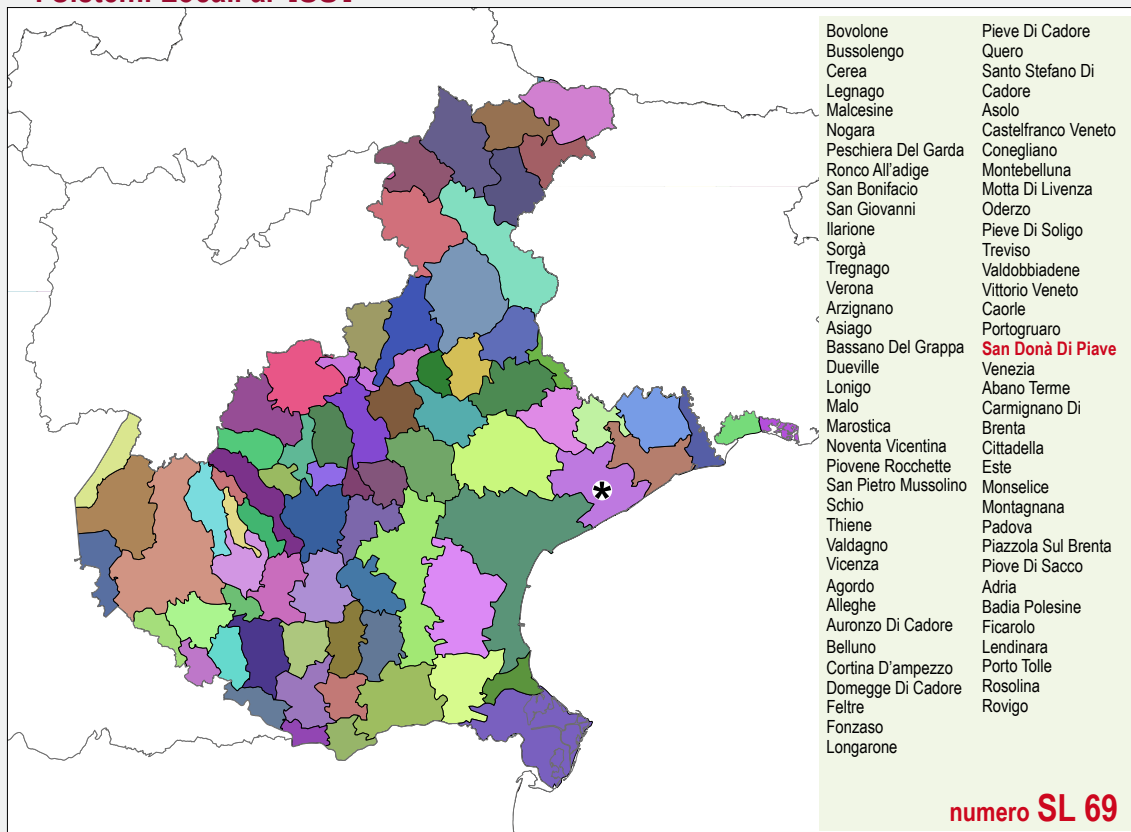 Bovolone
Bussolengo
Cerea
Legnago
Malcesine
Nogara
Peschiera Del Garda
Ronco All'adige
San Bonifacio
San Giovanni
Ilarione
Sorgà
Tregnago
Verona
Arzignano
Asiago
Bassano Del Grappa
Dueville
Lonigo
Malo
Marostica
Noventa Vicentina
Piovene Rocchette
San Pietro Mussolino
Schio
Thiene
Valdagno
Vicenza
Agordo
Alleghe
Auronzo Di Cadore
Belluno
Cortina D'ampezzo
Domegge Di Cadore
Feltre
Fonzaso
Longarone
Pieve Di Cadore
Quero
Santo Stefano Di
Cadore
Asolo
Castelfranco Veneto
Conegliano
Montebelluna
Motta Di Livenza
Oderzo
Pieve Di Soligo
Treviso
Valdobbiadene
Vittorio Veneto
Caorle
Portogruaro
San Donà Di Piave
Venezia
Abano Terme
Carmignano Di
Brenta
Cittadella
Este
Monselice
Montagnana
Padova
Piazzola Sul Brenta
Piove Di Sacco
Adria
Badia Polesine
Ficarolo
Lendinara
Porto Tolle
Rosolina
Rovigo
*
numero SL 69